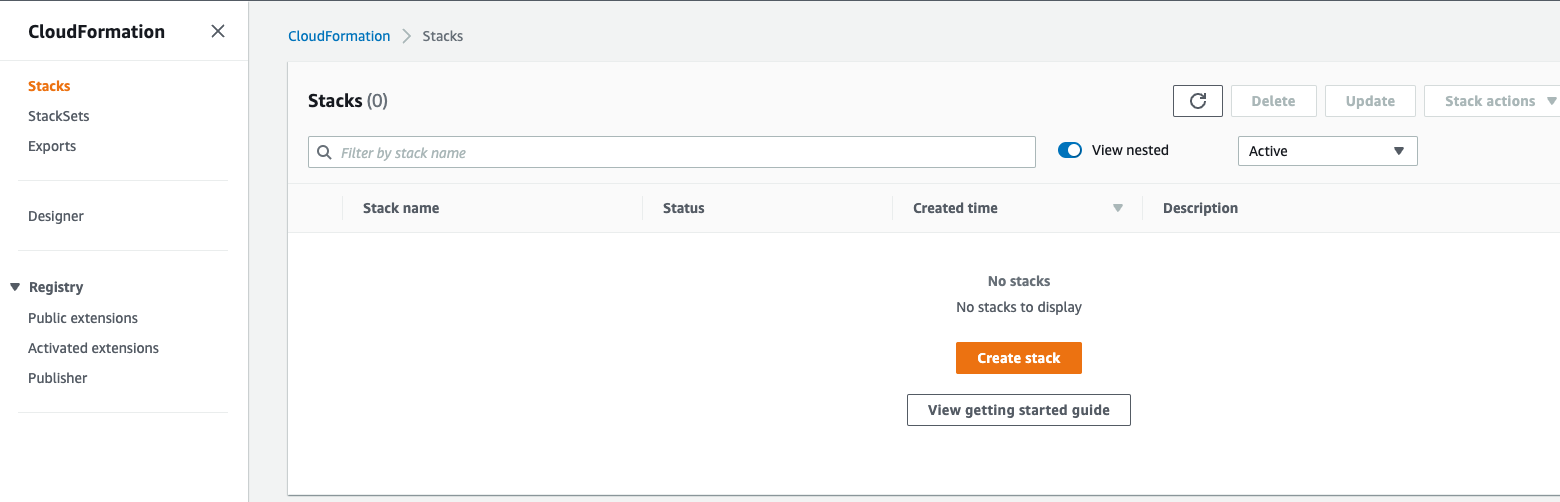 CloudFormation
Stacks
StackSets
Exports
Designer
Registry
Public extensions
Activated extensions
Publisher
CloudFormation Stacks
Stacks (0)
Delete Update Stack actions
Filter by stack name View nested Active
Stack name Status Created time Description
No stacks
No stacks to display
Create stack
View getting started guide